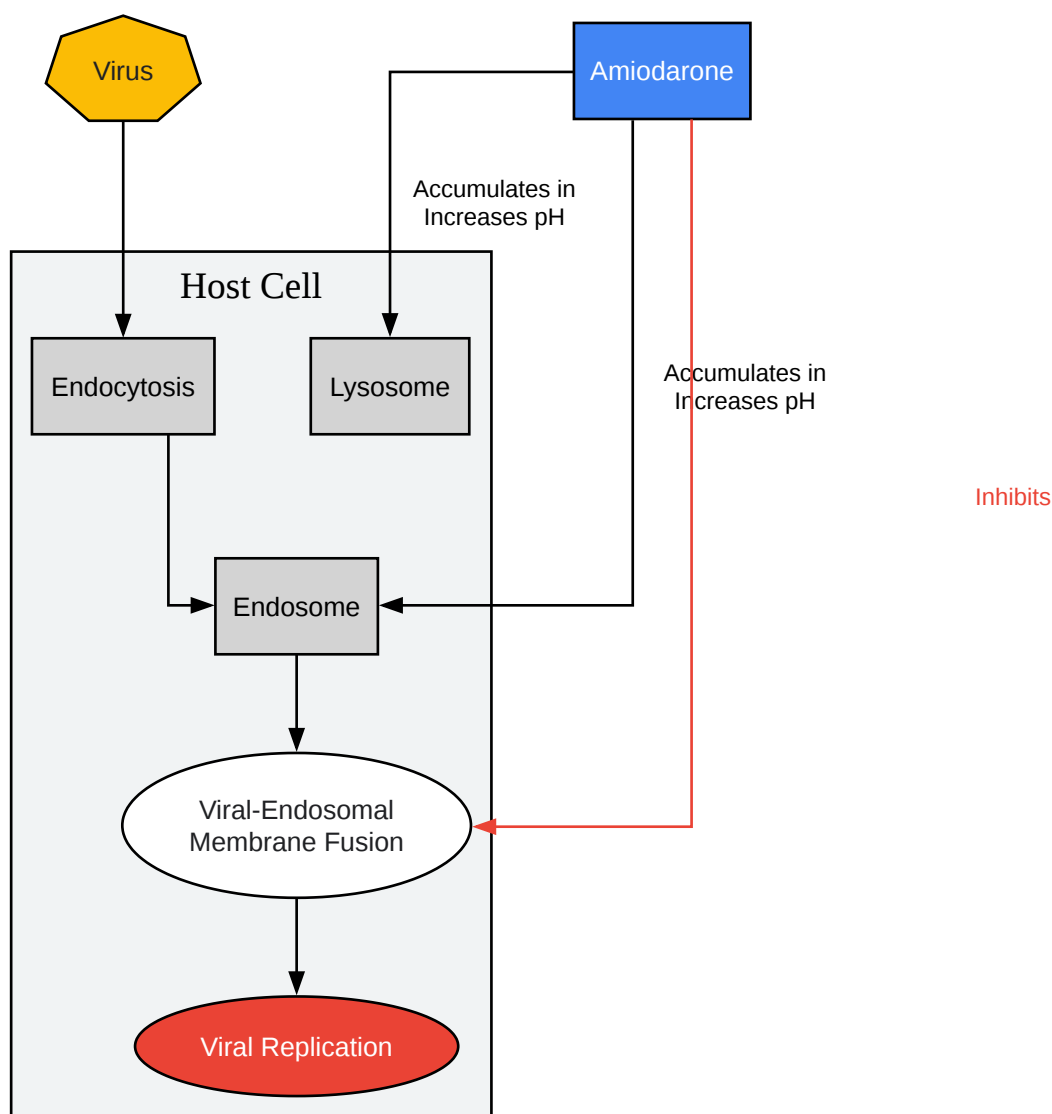 Virus
Amiodarone
Accumulates in
Increases pH
Host Cell
Endocytosis
Lysosome
Accumulates in
Increases pH
Inhibits
Endosome
Viral-Endosomal
Membrane Fusion
Viral Replication